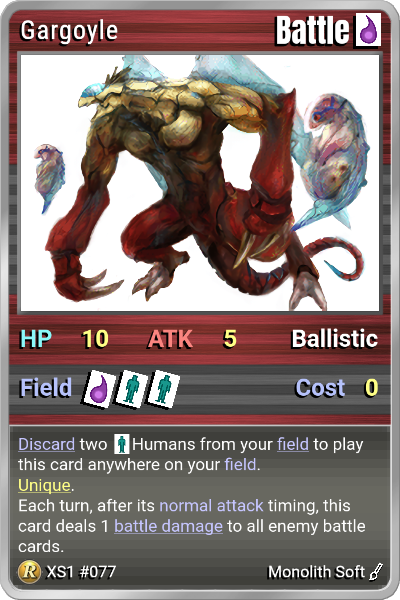 Gargoyle Battle
HP 10 ATK 5 Ballistic
Field Cost 0
Discard two Humans from your field to play
this card anywhere on your field.
Unique.
Each turn, after its normal attack timing, this
card deals 1 battle damage to all enemy battle
cards.
R XS1 #077 Monolith Soft